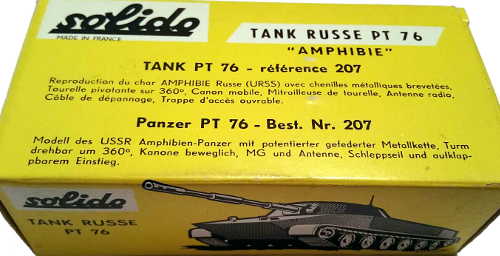 solido
MADE IN FRANCE
TANK RUSSE PT 76
"AMPHIBIE"
TANK PT 76 - référence 207
Reproduction du char AMPHIBIE Russe (URSS) avec chenilles métalliques brevetées,
Tourelle pivotante sur 360°, Canon mobile, Mitrailleuse de tourelle, Antenne radio,
Câble de dépannage, Trappe d'accès ouvrable.
Panzer PT 76 - Best. Nr. 207
Modell des USSR Amphibien-Panzer mit patentierter gefederter Metallkette, Turm
drehbar um 360°, Kanone beweglich, MG und Antenne, Schleppseil und aufklap-
pbarem Einstieg.
solido
TANK RUSSE
PT 76